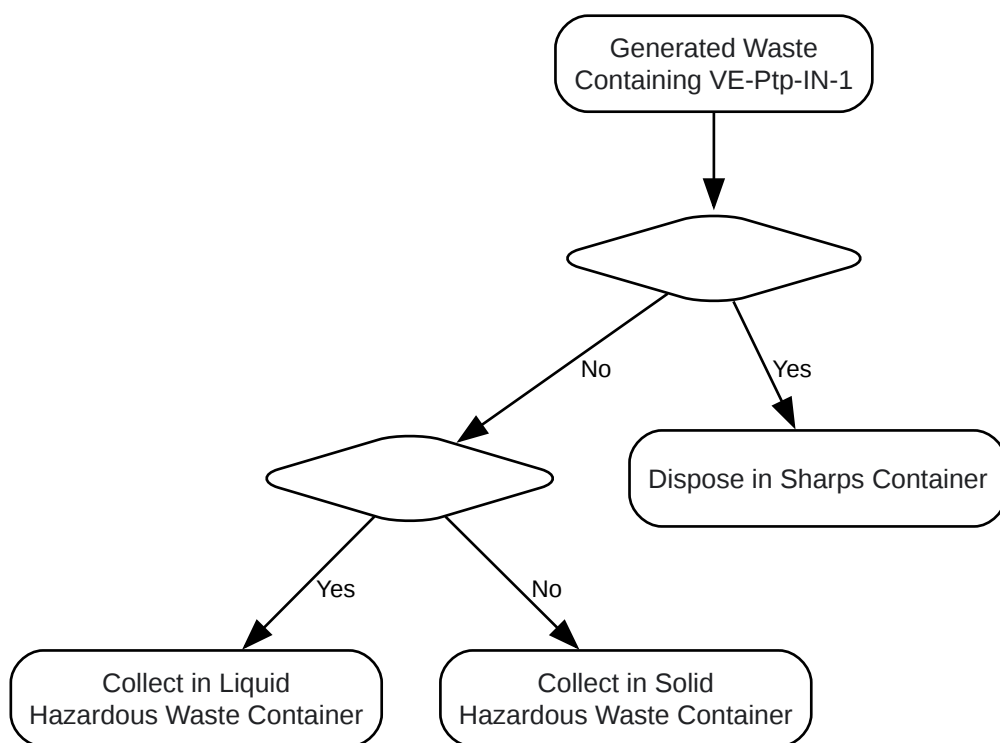 Generated Waste
Containing VE-Ptp-IN-1
No
Yes
Dispose in Sharps Container
Yes
No
Collect in Liquid
Hazardous Waste Container
Collect in Solid
Hazardous Waste Container